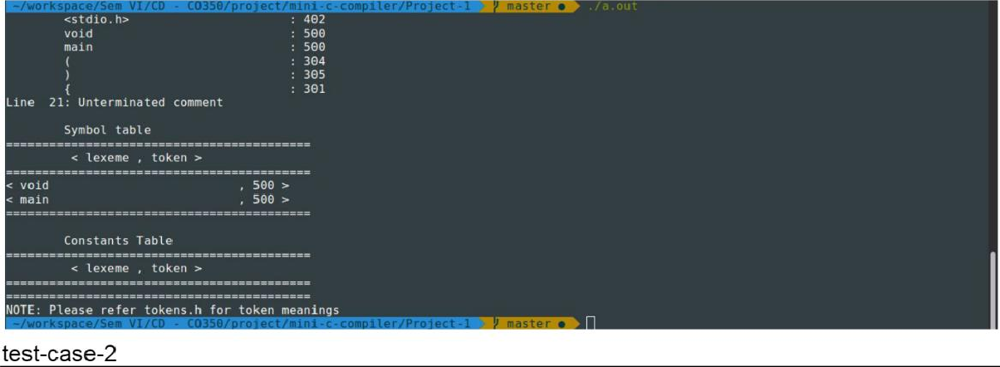 ~/workspace/Sem VI/CD - CO350/project/mini-c-compiler/Project-1 master ● ./a.out
<stdio.h> : 402
void : 500
main : 500
( : 304
) : 305
{ : 301
Line 21: Unterminated comment
Symbol table
==========================================
< lexeme , token >
==========================================
< void , 500 >
< main , 500 >
==========================================
Constants Table
==========================================
< lexeme , token >
==========================================
==========================================
NOTE: Please refer tokens.h for token meanings
~/workspace/Sem VI/CD - CO350/project/mini-c-compiler/Project-1 master ●
test-case-2